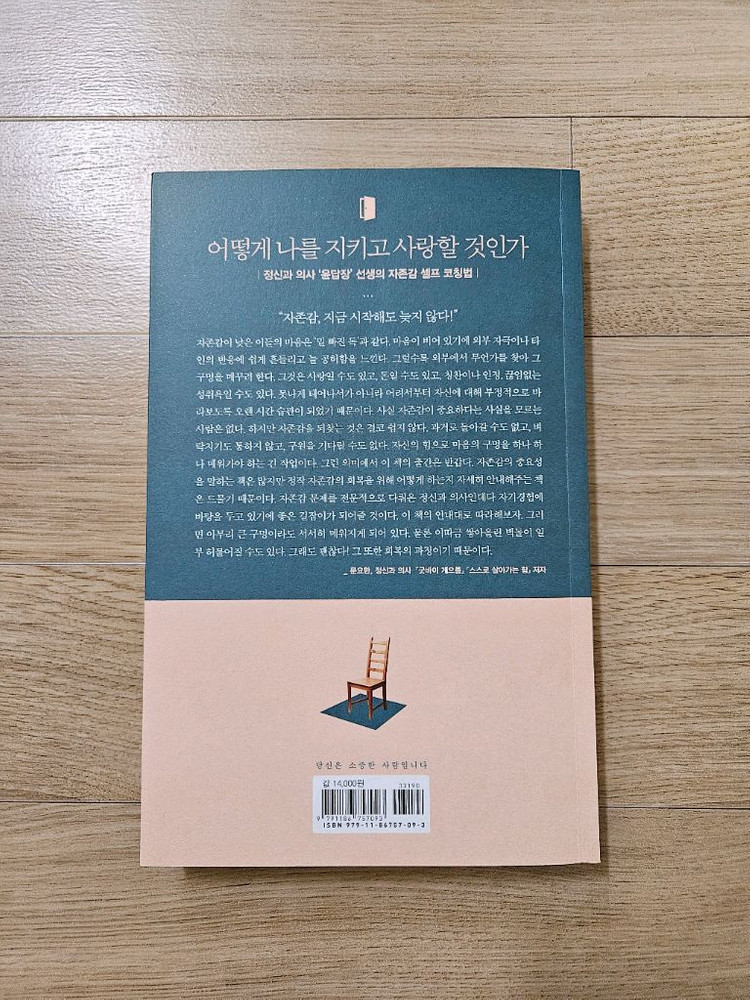 어떻게 나를 지키고 사랑할 것인가
| 정신과 의사 '윤답장' 선생의 자존감 셀프 코칭법 |
...
“자존감, 지금 시작해도 늦지 않다!”
자존감이 낮은 이들의 마음은 '밑 빠진 독'과 같다. 마음이 비어 있기에 외부 자극이나 타
인의 반응에 쉽게 흔들리고 늘 공허함을 느낀다. 그럴수록 외부에서 무언가를 찾아 그
구멍을 메꾸려 한다. 그것은 사랑일 수도 있고, 돈일 수도 있고, 칭찬이나 인정, 끊임없는
성취욕일 수도 있다. 못나게 태어나서가 아니라 어려서부터 자신에 대해 부정적으로 바
라보도록 오랜 시간 습관이 되었기 때문이다. 사실 자존감이 중요하다는 사실을 모르는
사람은 없다. 하지만 자존감을 되찾는 것은 결코 쉽지 않다. 과거로 돌아갈 수도 없고, 벼
락치기도 통하지 않고, 구원을 기다릴 수도 없다. 자신의 힘으로 마음의 구멍을 하나 하
나 메워가야 하는 긴 작업이다. 그런 의미에서 이 책의 출간은 반갑다. 자존감의 중요성
을 말하는 책은 많지만 정작 자존감의 회복을 위해 어떻게 하는지 자세히 안내해주는 책
은 드물기 때문이다. 자존감 문제를 전문적으로 다뤄온 정신과 의사인데다 자기경험에
바탕을 두고 있기에 좋은 길잡이가 되어줄 것이다. 이 책의 안내대로 따라해보자. 그러
면 아무리 큰 구멍이라도 서서히 메워지게 되어 있다. 물론 이따금 쌓아올린 벽돌이 일
부 허물어질 수도 있다. 그래도 괜찮다! 그 또한 회복의 과정이기 때문이다.
_ 문요한, 정신과 의사 「굿바이 게으름」 「스스로 살아가는 힘」 저자
당신은 소중한 사람입니다
값 14,000원
03190
9 791186 757093
ISBN 979-11-86757-09-3